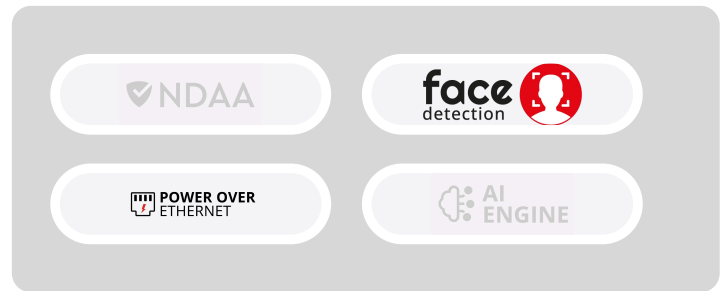 NDAA
face
detection
POWER OVER
ETHERNET
AI
ENGINE